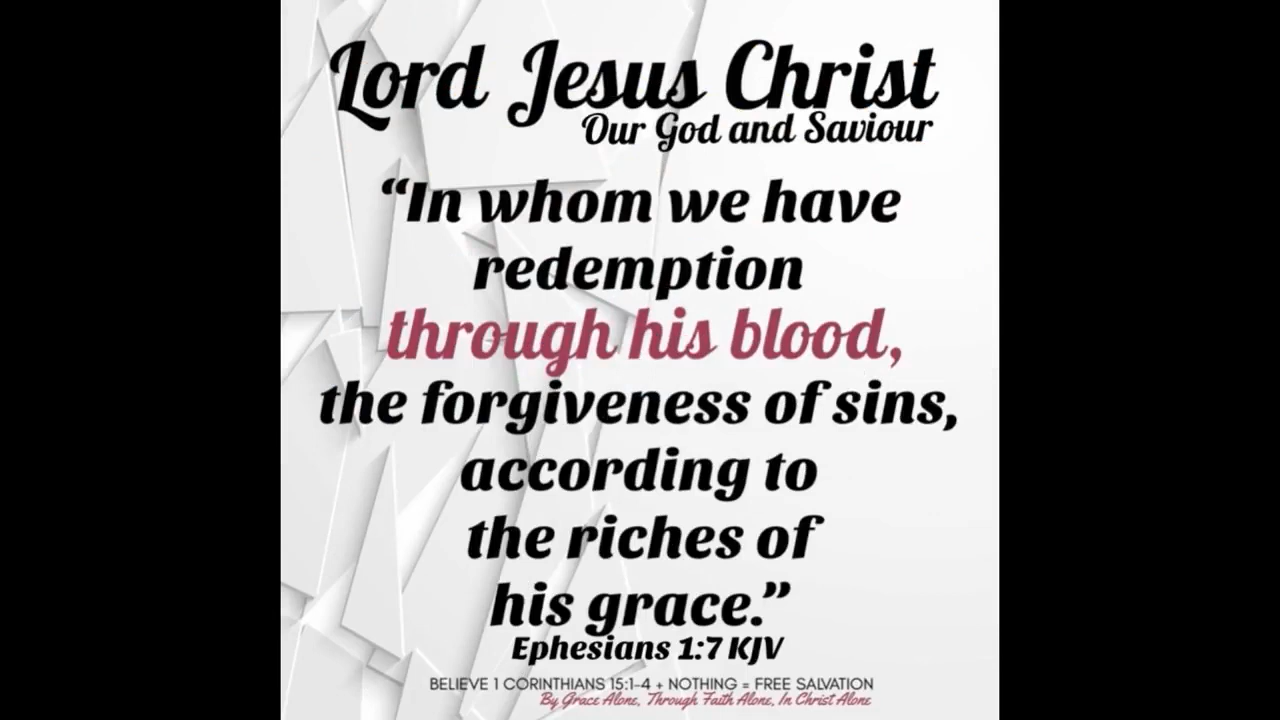 Lord Jesus Christ
Our God and Saviour
“In whom we have
redemption
through his blood,
the forgiveness of sins,
according to
the riches of
his grace.”
Ephesians 1:7 KJV
BELIEVE 1 CORINTHIANS 15:1-4 + NOTHING = FREE SALVATION
By Grace Alone, Through Faith Alone, In Christ Alone